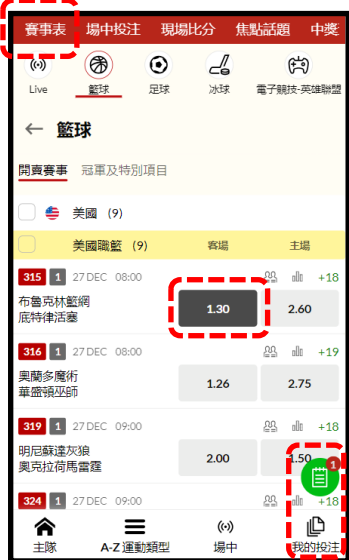 賽事表 場中投注 現場比分 焦點話題 中獎
Live 籃球 足球 冰球 電子競技-英雄聯盟
← 籃球
開賣賽事 冠軍及特別項目
美國 (9)
美國職籃 (9) 客場 主場
315 1 27 DEC 08:00 +18
布魯克林籃網
底特律活塞
1.30 2.60
316 1 27 DEC 08:00 +19
奧蘭多魔術
華盛頓巫師
1.26 2.75
319 1 27 DEC 09:00 +18
明尼蘇達灰狼
奧克拉荷馬雷霆
2.00 1.50
1
324 1 27 DEC 09:00 +18
主隊 A-Z 運動類型 場中 我的投注